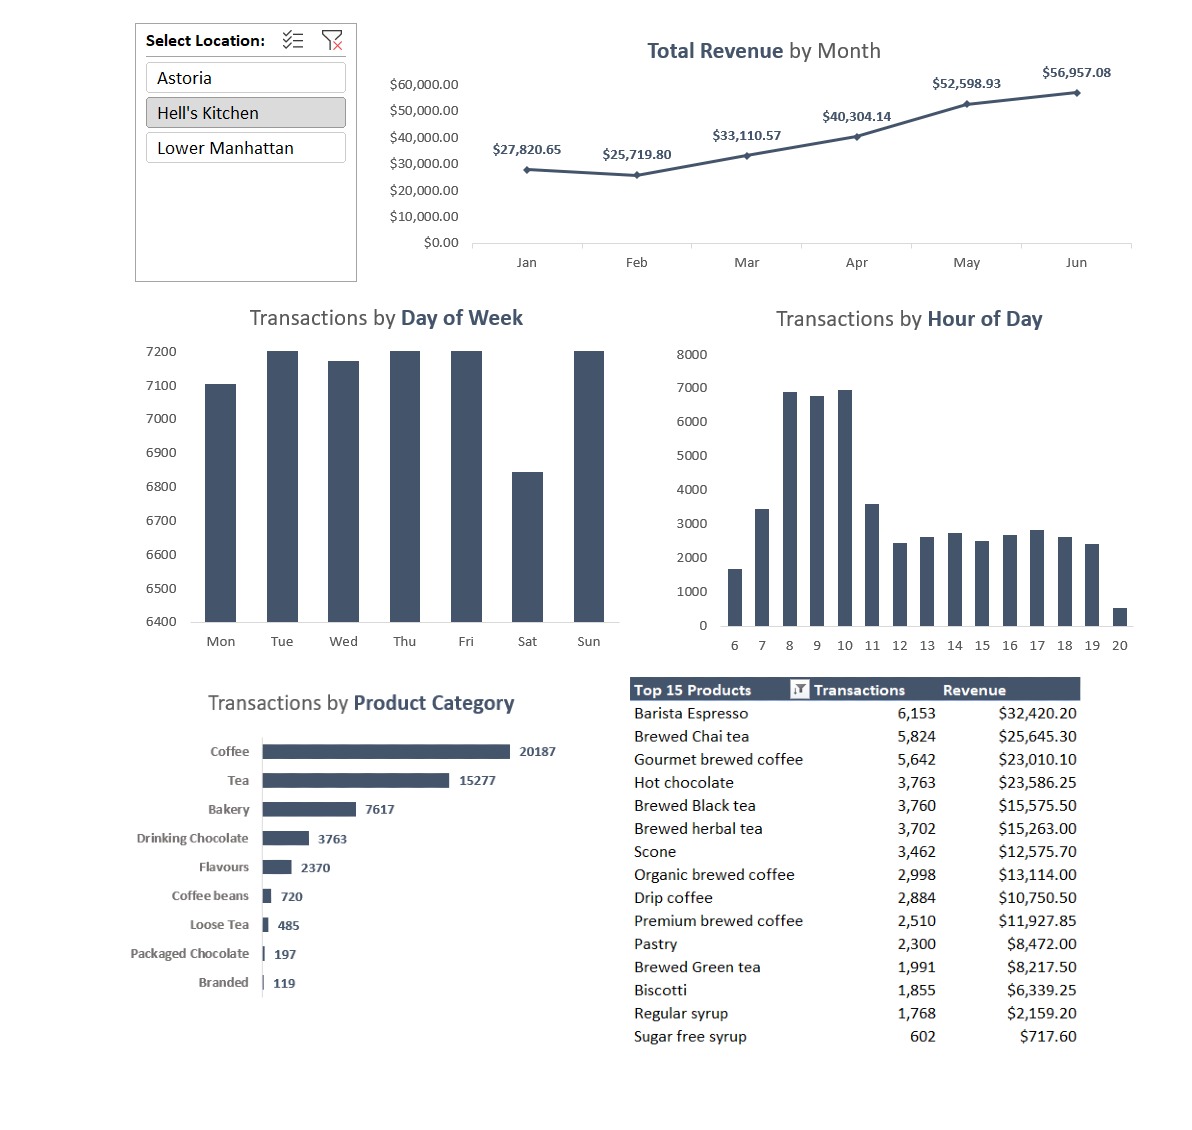 Select Location:
Astoria
Hell's Kitchen
Lower Manhattan
Total Revenue by Month
$60,000.00
$50,000.00
$40,000.00
$30,000.00
$20,000.00
$10,000.00
$0.00
$27,820.65
$25,719.80
$33,110.57
$40,304.14
$52,598.93
$56,957.08
Jan Feb Mar Apr May Jun
Transactions by Day of Week
7200
7100
7000
6900
6800
6700
6600
6500
6400
Mon Tue Wed Thu Fri Sat Sun
Transactions by Hour of Day
8000
7000
6000
5000
4000
3000
2000
1000
0
6 7 8 9 10 11 12 13 14 15 16 17 18 19 20
Transactions by Product Category
Coffee 20187
Tea 15277
Bakery 7617
Drinking Chocolate 3763
Flavours 2370
Coffee beans 720
Loose Tea 485
Packaged Chocolate 197
Branded 119
Top 15 Products Transactions Revenue
Barista Espresso 6,153 $32,420.20
Brewed Chai tea 5,824 $25,645.30
Gourmet brewed coffee 5,642 $23,010.10
Hot chocolate 3,763 $23,586.25
Brewed Black tea 3,760 $15,575.50
Brewed herbal tea 3,702 $15,263.00
Scone 3,462 $12,575.70
Organic brewed coffee 2,998 $13,114.00
Drip coffee 2,884 $10,750.50
Premium brewed coffee 2,510 $11,927.85
Pastry 2,300 $8,472.00
Brewed Green tea 1,991 $8,217.50
Biscotti 1,855 $6,339.25
Regular syrup 1,768 $2,159.20
Sugar free syrup 602 $717.60